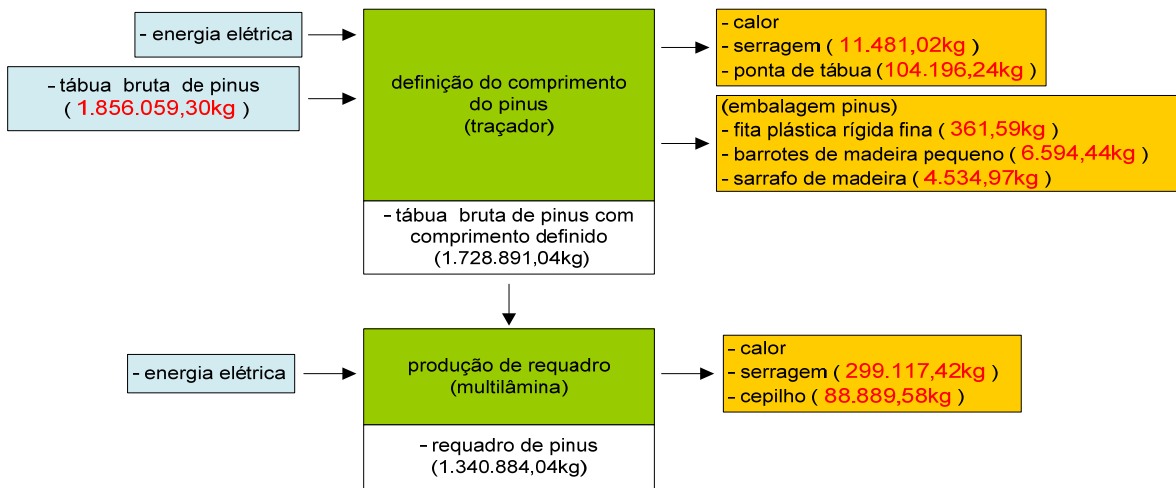 - energia elétrica
- tábua bruta de pinus
( 1.856.059,30kg )
definição do comprimento
do pinus
(traçador)
- tábua bruta de pinus com
comprimento definido
(1.728.891,04kg)
- calor
- serragem ( 11.481,02kg )
- ponta de tábua (104.196,24kg )
(embalagem pinus)
- fita plástica rígida fina ( 361,59kg )
- barrotes de madeira pequeno ( 6.594,44kg )
- sarrafo de madeira ( 4.534,97kg )
- energia elétrica
produção de requadro
(multilâmina)
- requadro de pinus
(1.340.884,04kg)
- calor
- serragem ( 299.117,42kg )
- cepilho ( 88.889,58kg )